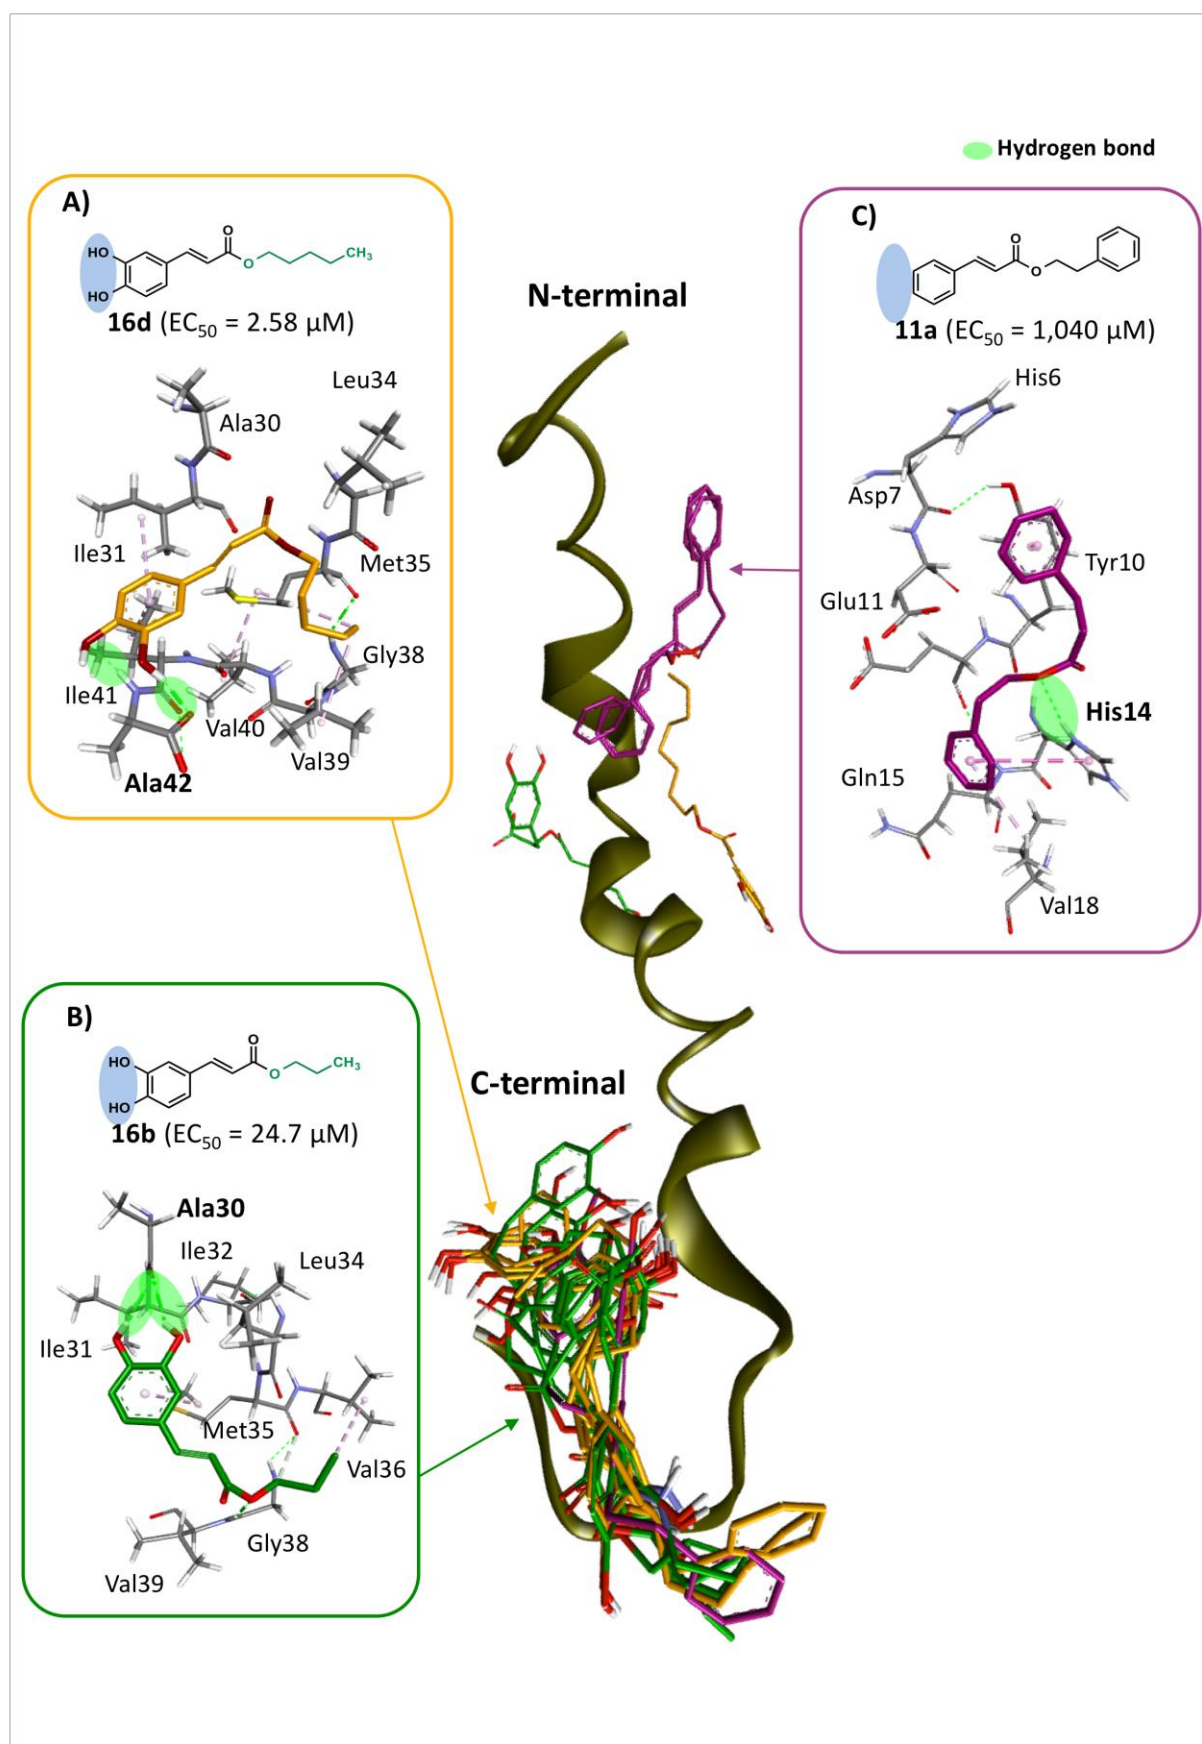 Hydrogen bond
A)
HO
HO
O
O
CH₃
16d (EC₅₀ = 2.58 µM)
Leu34
Ala30
Ile31
Met35
Gly38
Ile41
Val40
Val39
Ala42
N-terminal
C)
O
O
11a (EC₅₀ = 1,040 µM)
His6
Asp7
Tyr10
Glu11
His14
Gln15
Val18
B)
HO
HO
O
O
CH₃
16b (EC₅₀ = 24.7 µM)
Ala30
Ile32
Leu34
Ile31
Met35
Val36
Gly38
Val39
C-terminal